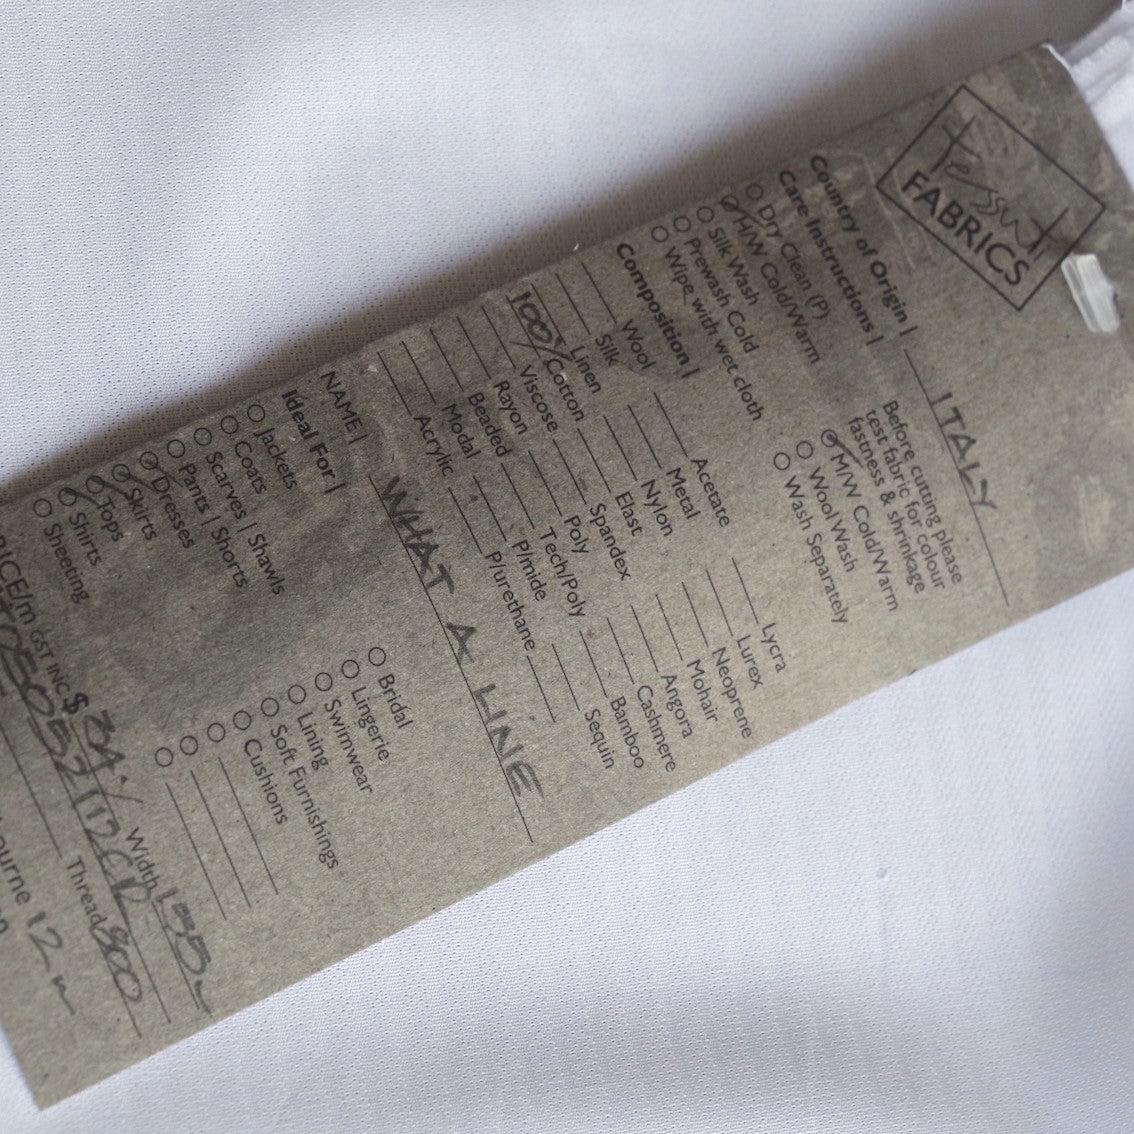 Tessuti
FABRICS
Country of Origin | ITALY
Care Instructions |
Before cutting please
test fabric for colour
fastness & shrinkage
Dry Clean (P)
H/W Cold/Warm M/W Cold/Warm
Silk Wash Wool Wash
Prewash Cold Wash Separately
Wipe with wet cloth
Composition |
Wool Acetate Lycra
Silk Metal Lurex
Linen Nylon Neoprene
100% Cotton Elast Mohair
Viscose Spandex Angora
Rayon Poly Cashmere
Beaded Tech/Poly Bamboo
Modal P/mide Sequin
Acrylic P/urethane
NAME | WHAT A LINE
Ideal For |
Jackets Bridal
Coats Lingerie
Scarves | Shawls Swimwear
Pants | Shorts Lining
Dresses Soft Furnishings
Skirts Cushions
Tops
Shirts
Sheeting
GST INC $ Width
Thread 300
12m